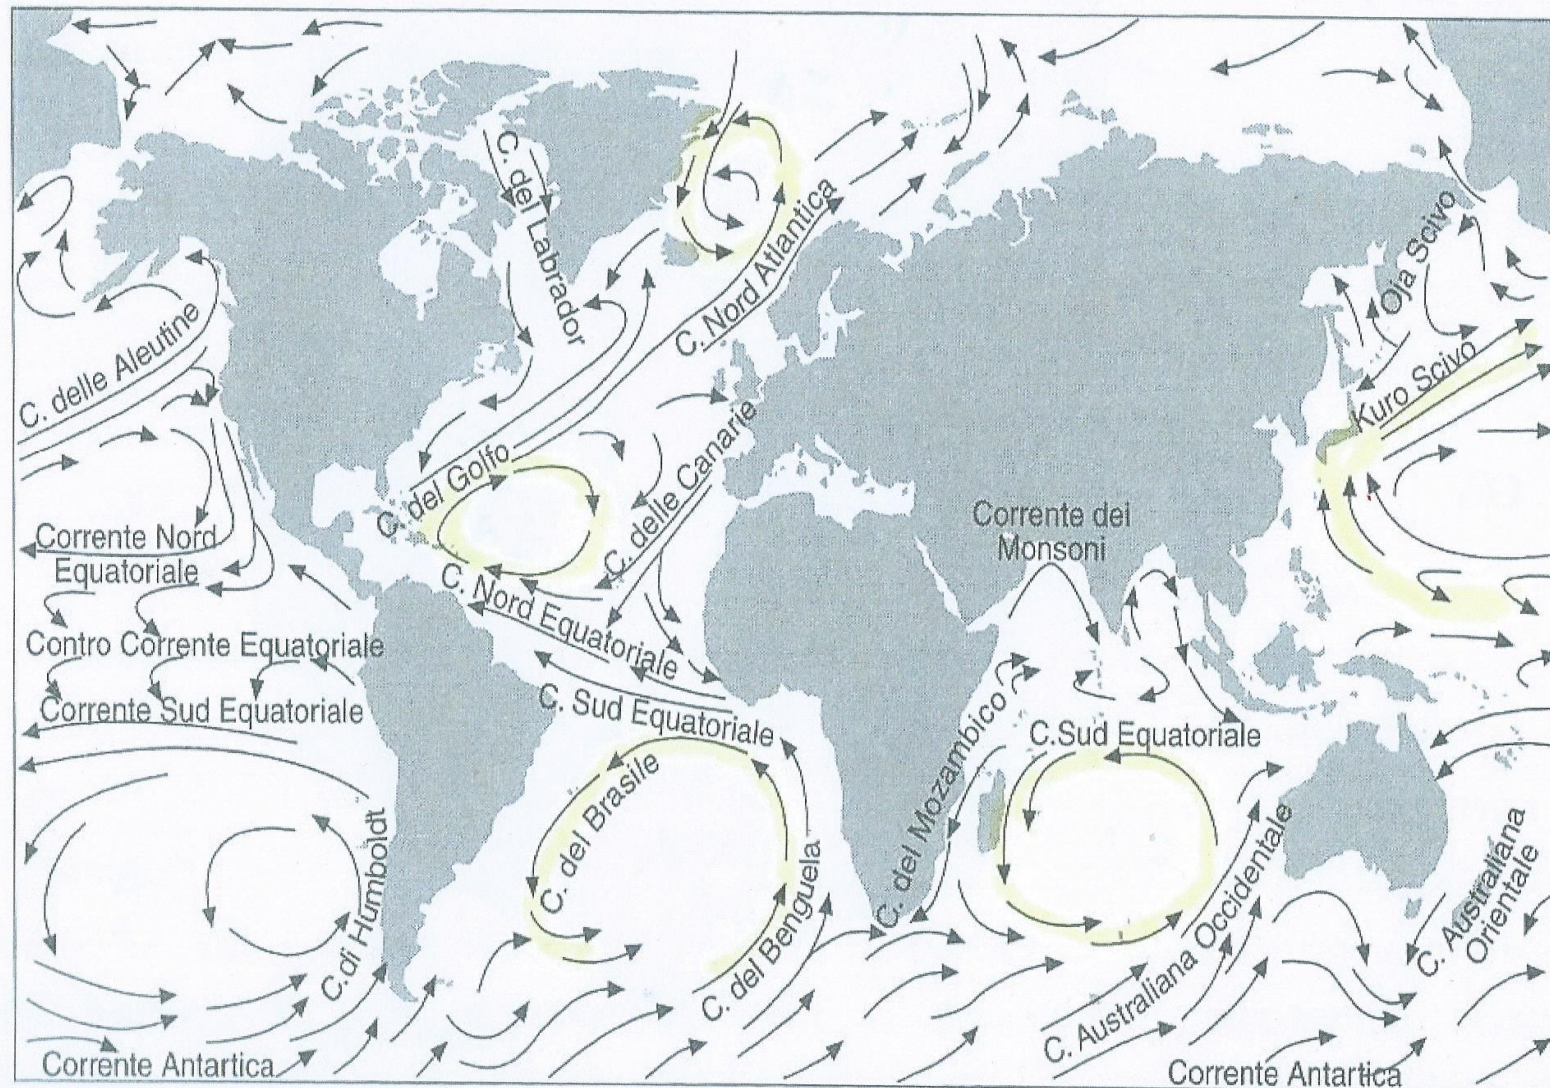 C. del Labrador
C. Nord Atlantica
Oja Scivo
C. delle Aleutine
Kuro Scivo
C. del Golfo
C. delle Canarie
Corrente Nord
Equatoriale
Corrente dei
Monsoni
C. Nord Equatoriale
Contro Corrente Equatoriale
Corrente Sud Equatoriale
C. Sud Equatoriale
C.Sud Equatoriale
C. del Mozambico
C. del Brasile
C.di Humboldt
C. del Benguela
C. Australiana Occidentale
C. Australiana
Orientale
Corrente Antartica
Corrente Antartica